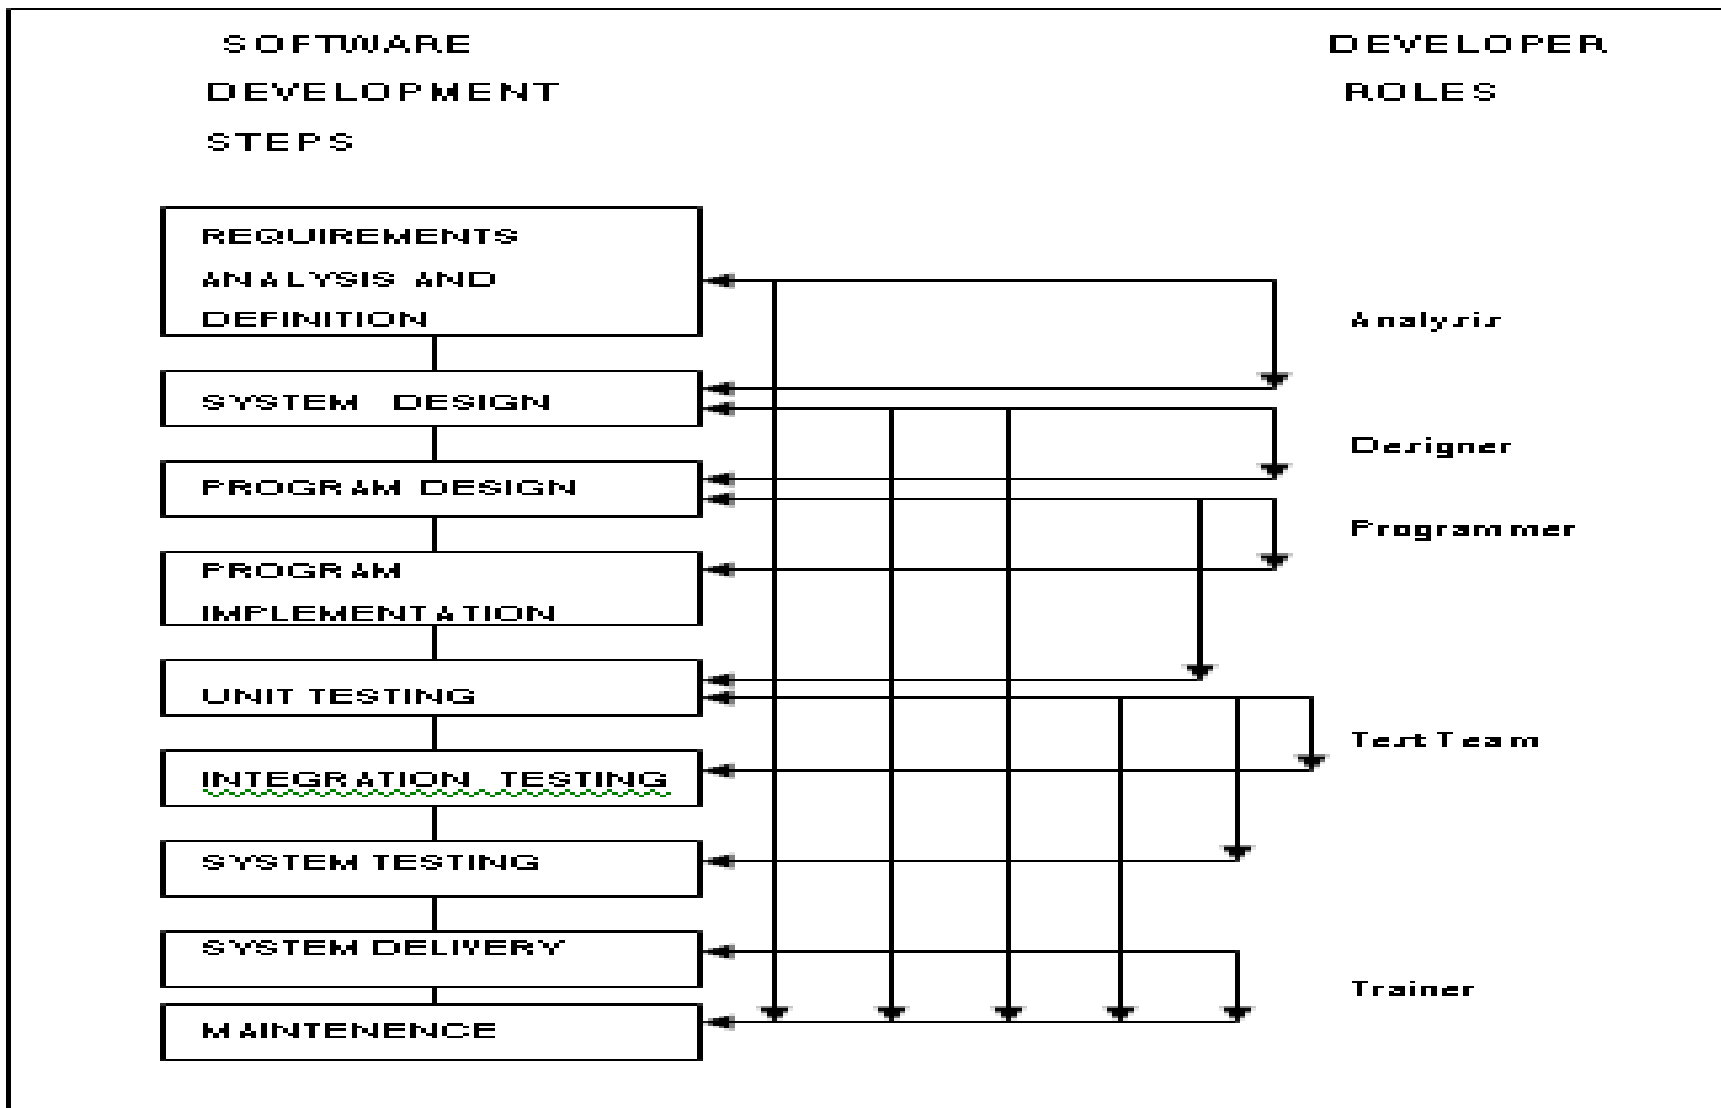 SOFTWARE
DEVELOPMENT
STEPS
DEVELOPER
ROLES
REQUIREMENTS
ANALYSIS AND
DEFINITION
Analysis
SYSTEM DESIGN
Designer
PROGRAM DESIGN
Programmer
PROGRAM
IMPLEMENTATION
UNIT TESTING
Test Team
INTEGRATION TESTING
SYSTEM TESTING
SYSTEM DELIVERY
Trainer
MAINTENENCE